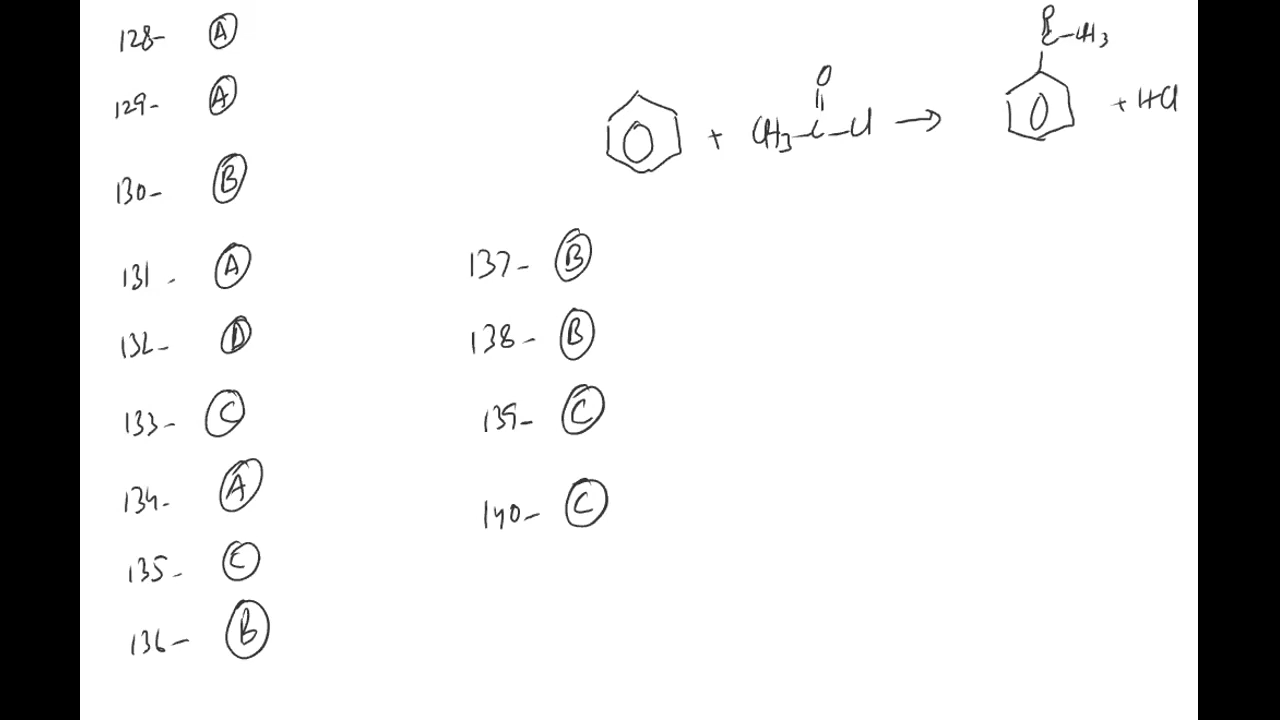 128- A
129- A
130- B
131 - A
132- D
133- C
134- A
135- C
136- B
137- B
138- B
139- C
140- C
O
+ CH3-C-Cl → + HCl
O
C-CH3